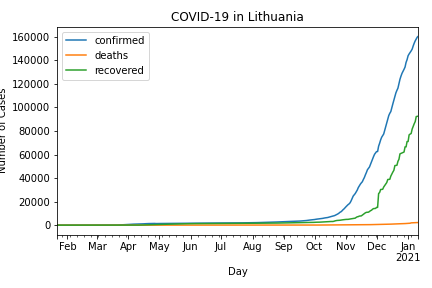 COVID-19 in Lithuania
confirmed
deaths
recovered
160000
140000
120000
100000
80000
60000
40000
20000
0
Number of Cases
Feb Mar Apr May Jun Jul Aug Sep Oct Nov Dec Jan
2021
Day